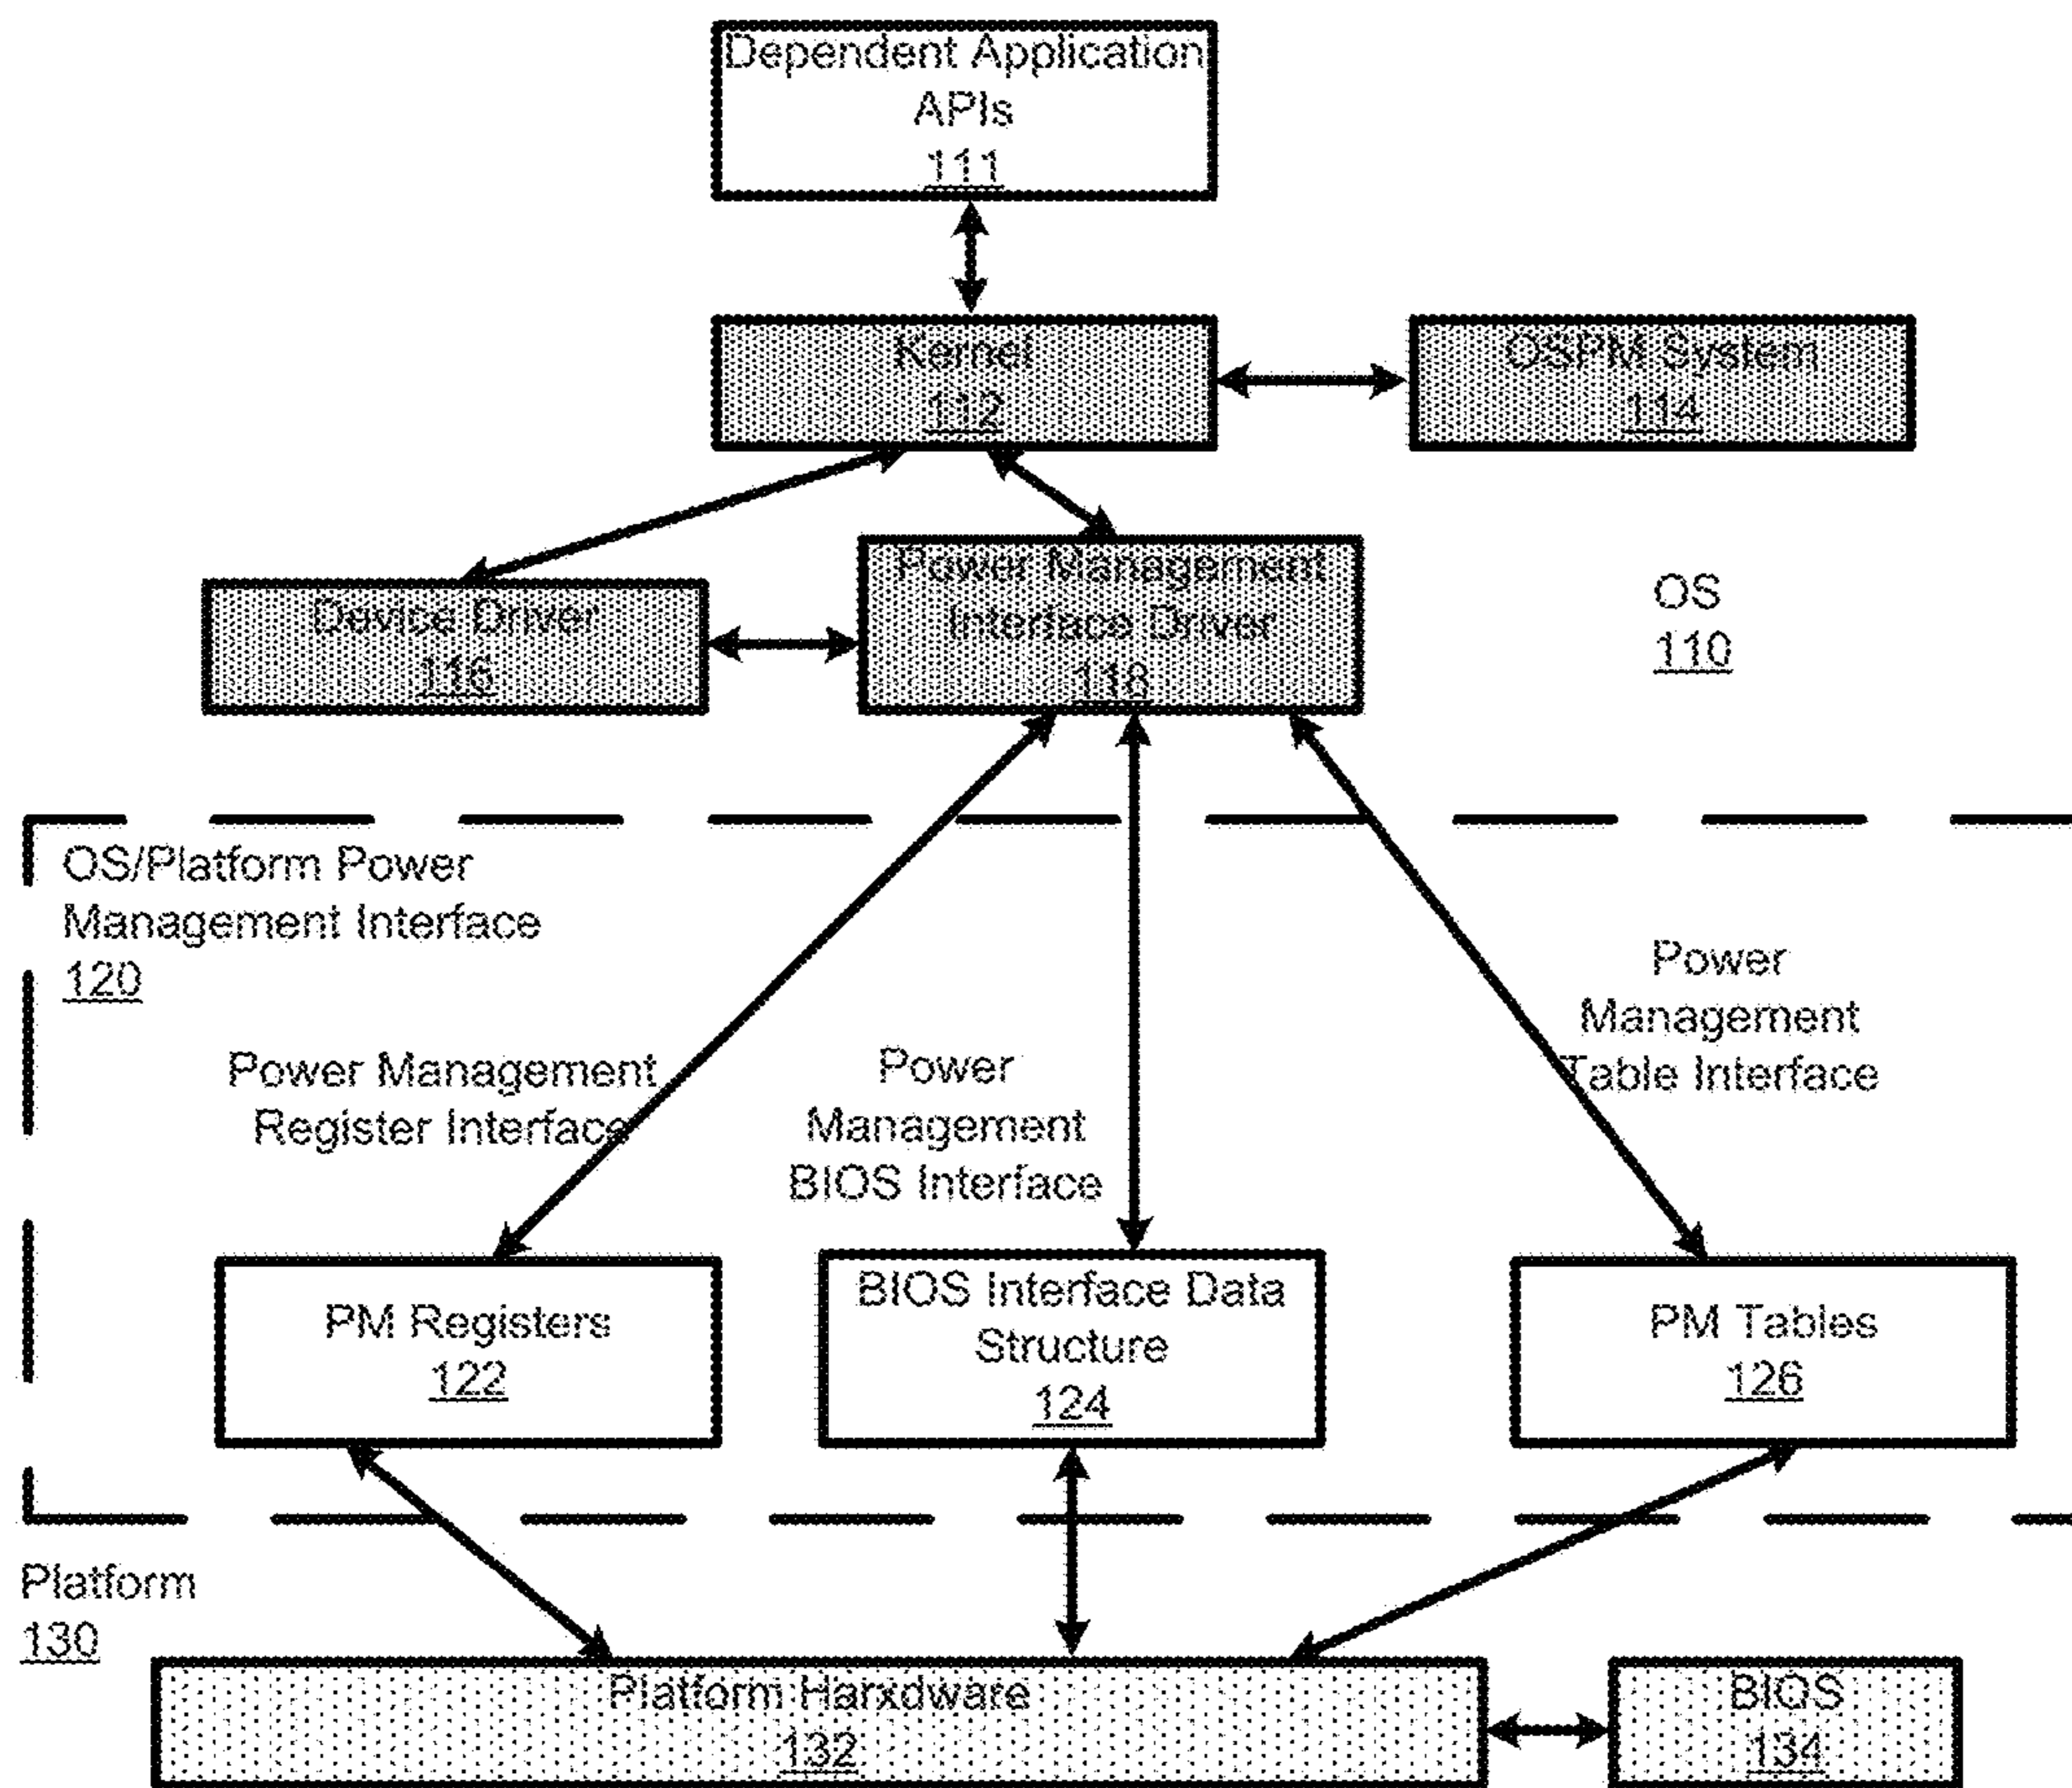 Dependent Application
APIs
111
Kernel
112
OSPM System
114
Device Driver
116
Power Management
Interface Driver
118
OS
110
OS/Platform Power
Management Interface
120
Power Management
Register Interface
Power
Management
BIOS Interface
Power
Management
Table Interface
PM Registers
122
BIOS Interface Data
Structure
124
PM Tables
126
Platform
130
Platform Harxdware
132
BIOS
134